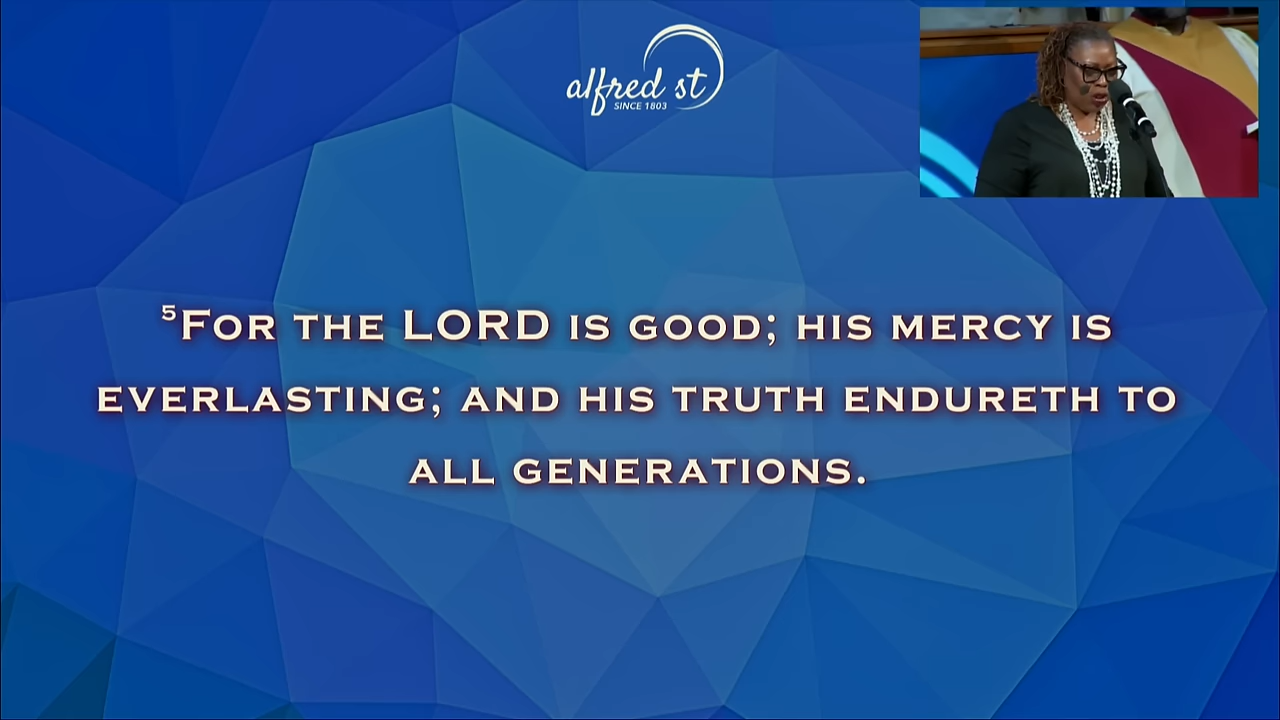 alfred st
SINCE 1803
⁵FOR THE LORD IS GOOD; HIS MERCY IS
EVERLASTING; AND HIS TRUTH ENDURETH TO
ALL GENERATIONS.